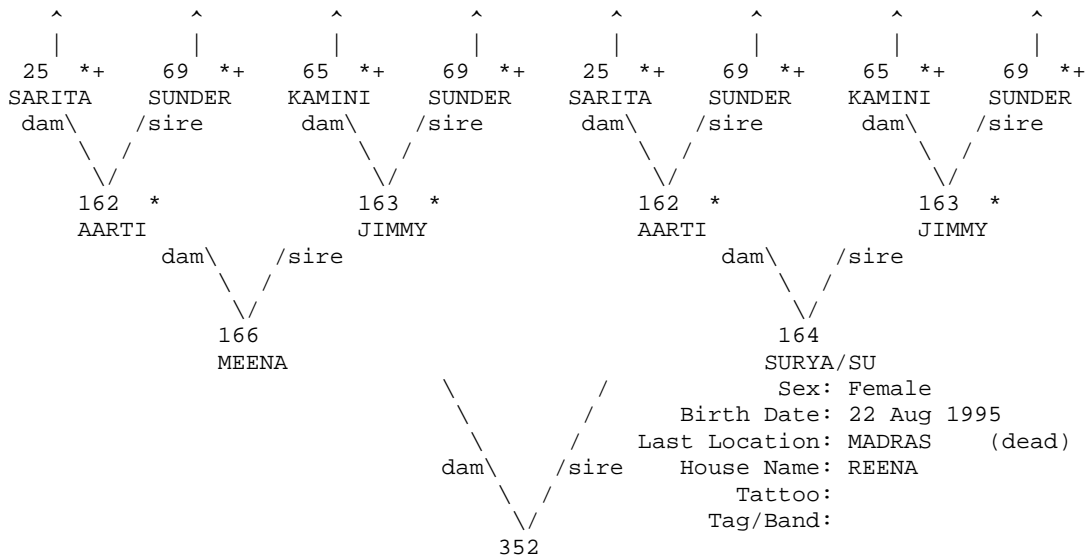 ^ ^ ^ ^ ^ ^ ^ ^
| | | | | | | |
25 *+ 69 *+ 65 *+ 69 *+ 25 *+ 69 *+ 65 *+ 69 *+
SARITA SUNDER KAMINI SUNDER SARITA SUNDER KAMINI SUNDER
dam\ /sire dam\ /sire dam\ /sire dam\ /sire
\ / \ / \ / \ /
\/ \/ \/ \/
162 * 163 * 162 * 163 *
AARTI JIMMY AARTI JIMMY
dam\ /sire dam\ /sire
\ / \ /
\/ \/
166 164
MEENA SURYA/SU
\ / Sex: Female
\ / Birth Date: 22 Aug 1995
\ / Last Location: MADRAS (dead)
dam\ /sire House Name: REENA
\ / Tattoo:
\/ Tag/Band:
352